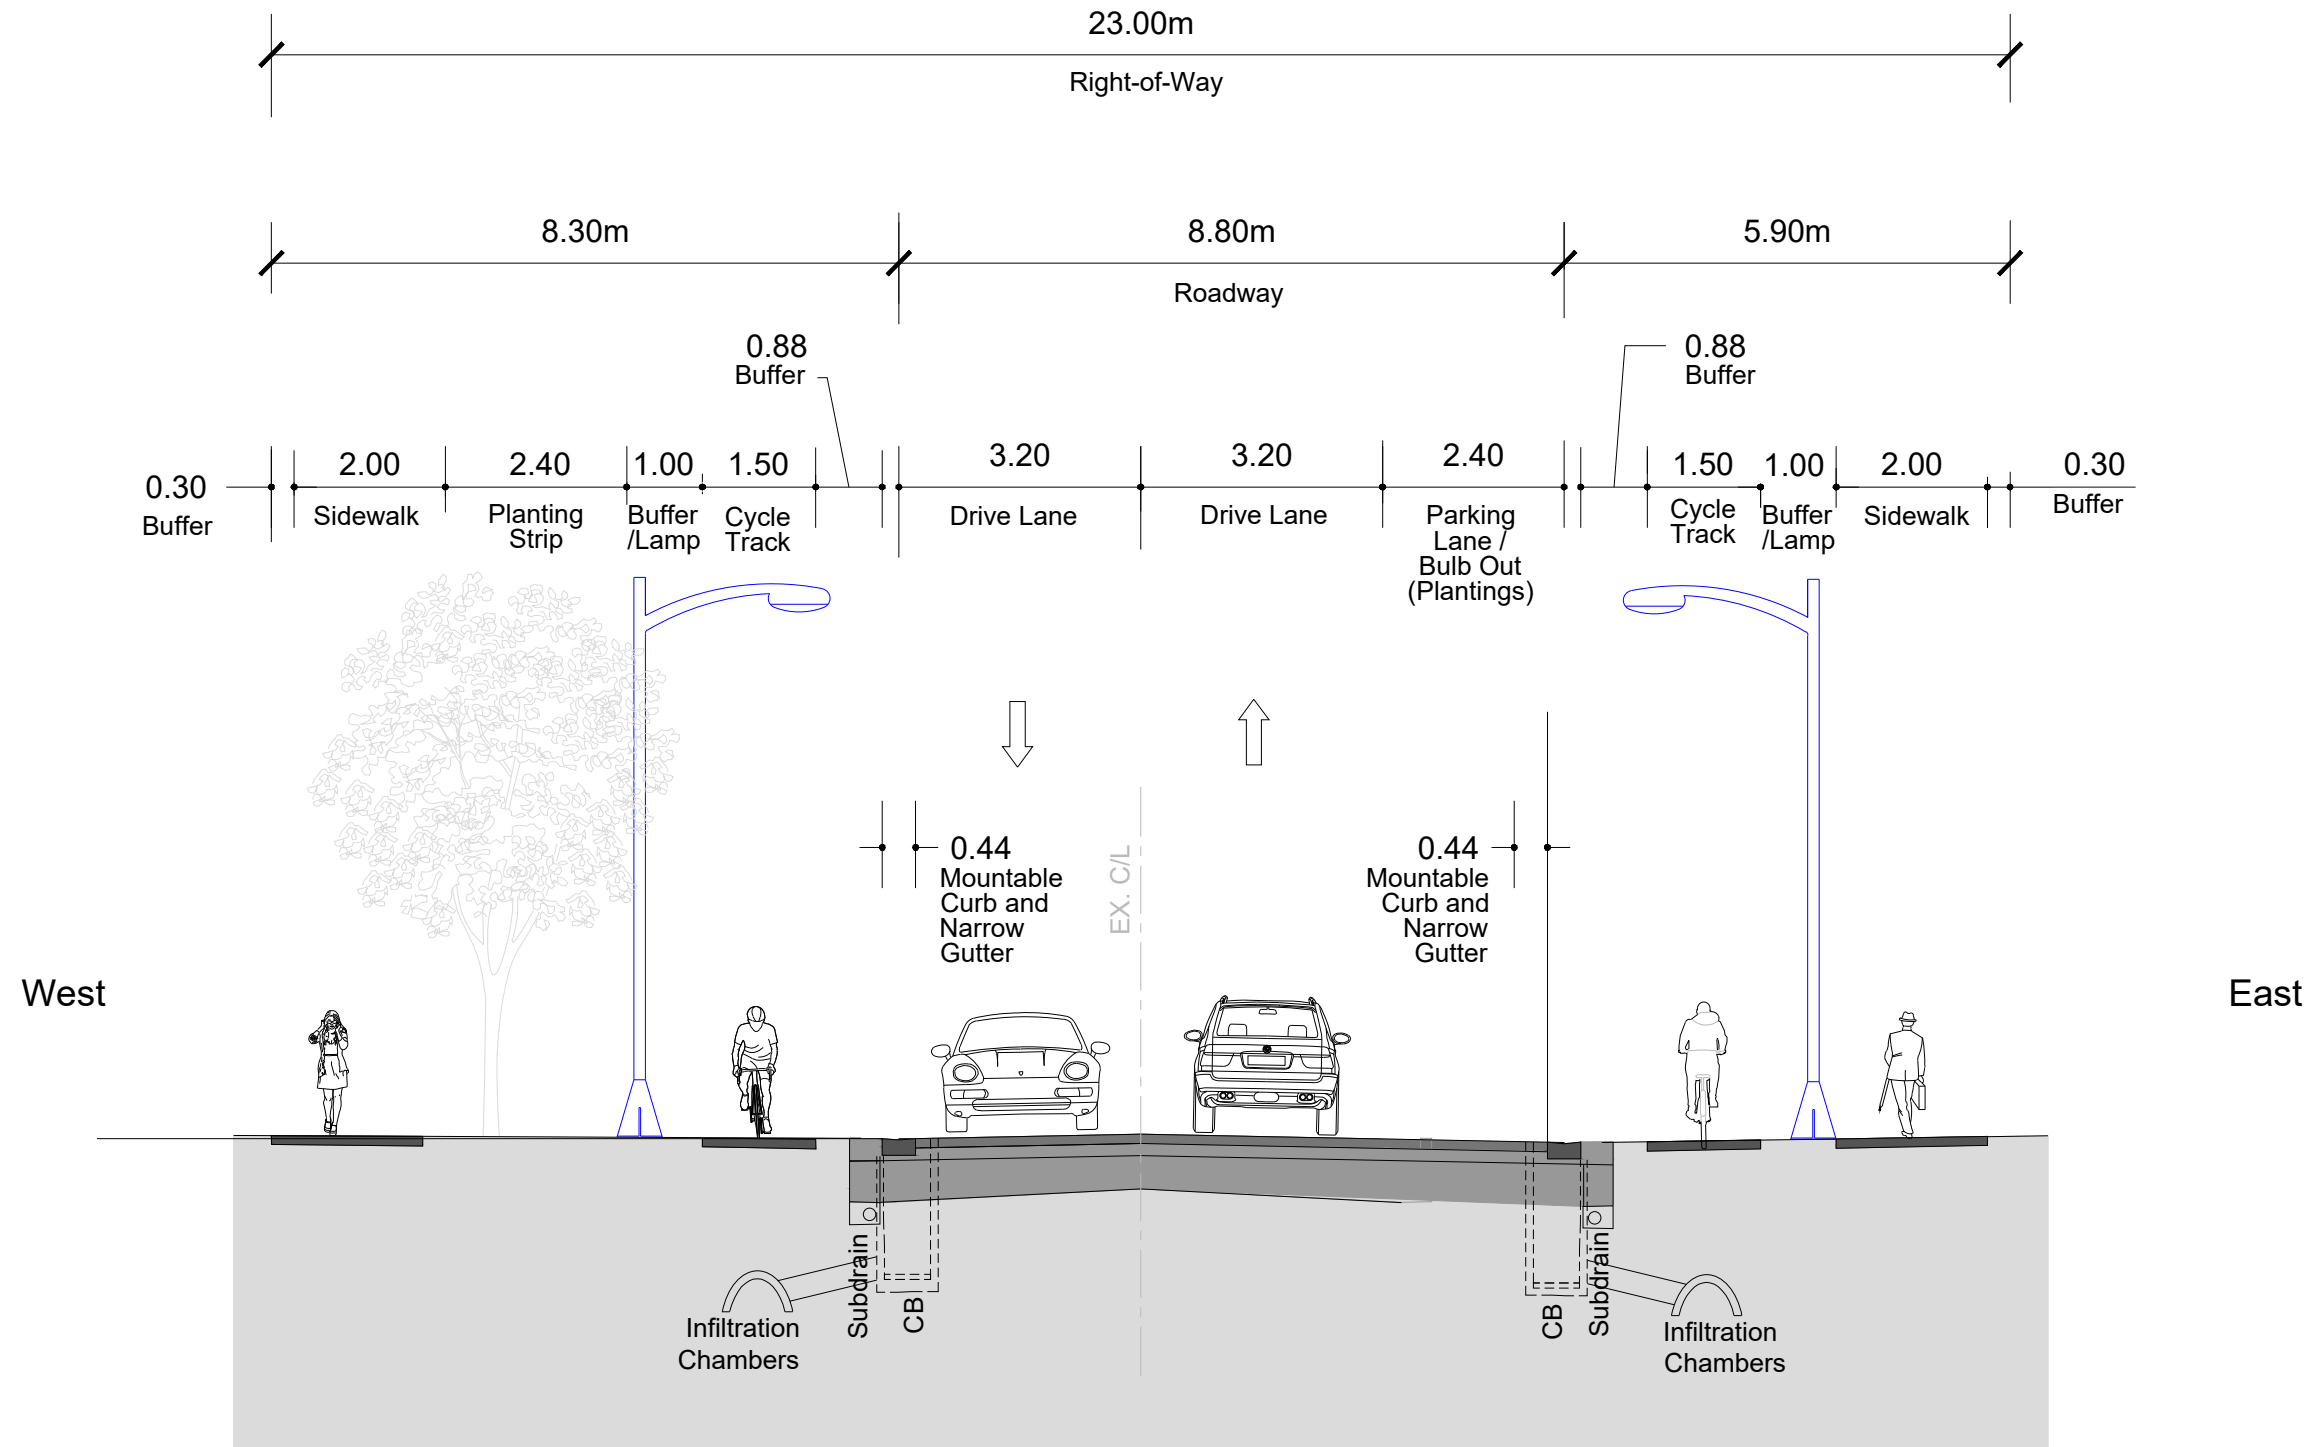 23.00m
Right-of-Way
8.30m
8.80m
5.90m
Roadway
0.88
Buffer
0.88
Buffer
0.30
Buffer
2.00
Sidewalk
2.40
Planting
Strip
1.00
Buffer
/Lamp
1.50
Cycle
Track
3.20
Drive Lane
3.20
Drive Lane
2.40
Parking
Lane /
Bulb Out
(Plantings)
1.50
Cycle
Track
1.00
Buffer
/Lamp
2.00
Sidewalk
0.30
Buffer
0.44
Mountable
Curb and
Narrow
Gutter
EX. C/L
0.44
Mountable
Curb and
Narrow
Gutter
West
East
Subdrain
CB
CB
Subdrain
Infiltration
Chambers
Infiltration
Chambers